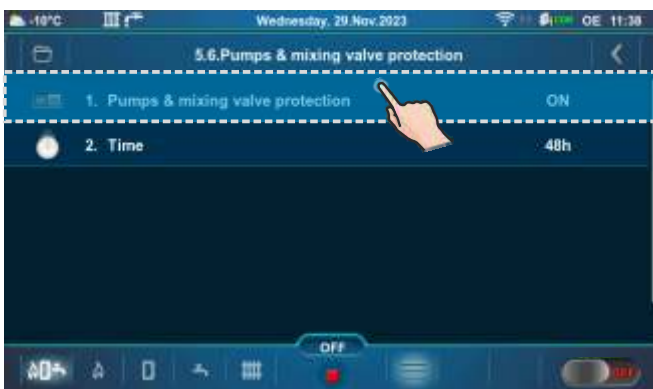 -10°C Wednesday, 29.Nov.2023 OE 11:38
5.6.Pumps & mixing valve protection
1. Pumps & mixing valve protection ON
2. Time 48h
OFF
OFF